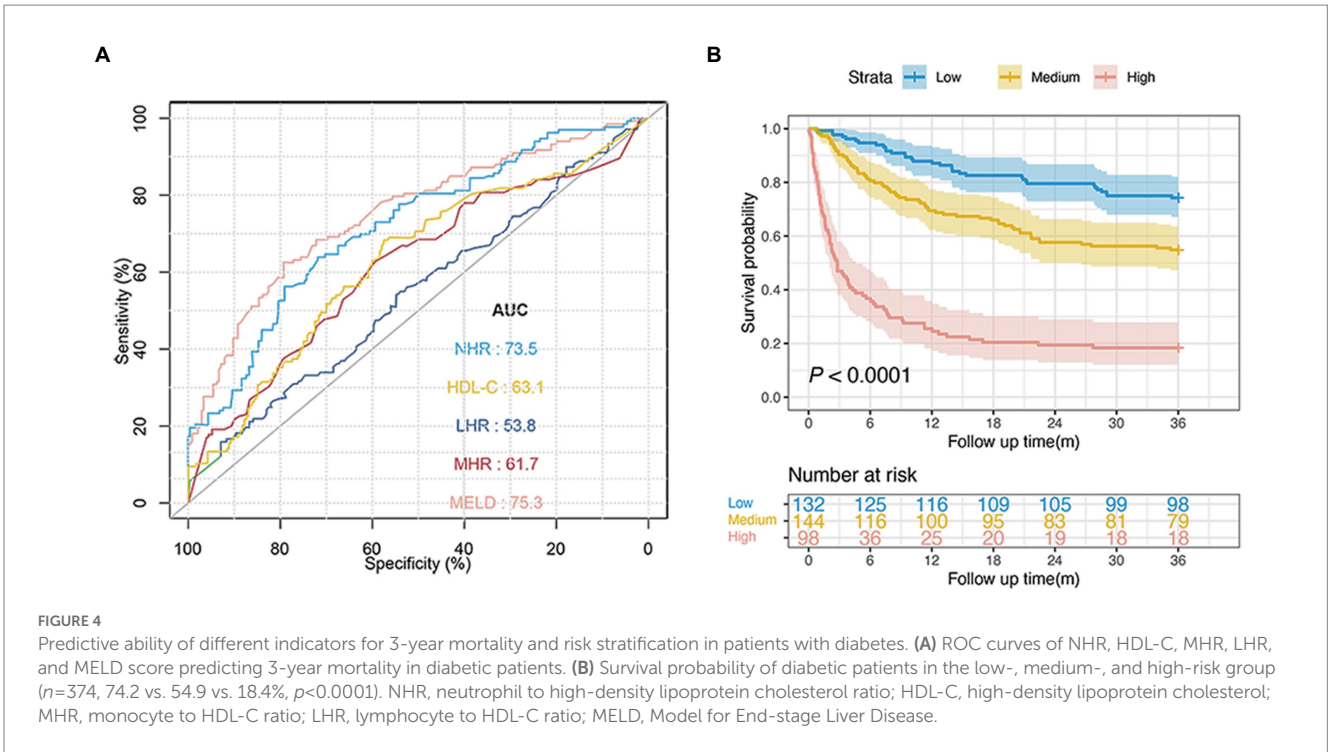 A
100
80
60
40
20
0
Sensitivity (%)
AUC
NHR : 73.5
HDL-C : 63.1
LHR : 53.8
MHR : 61.7
MELD : 75.3
100 80 60 40 20 0
Specificity (%)
B
Strata Low Medium High
1.0
0.8
0.6
0.4
0.2
0.0
Survival probability
P < 0.0001
0 6 12 18 24 30 36
Follow up time(m)
Number at risk
Low 132 125 116 109 105 99 98
Medium 144 116 100 95 83 81 79
High 98 36 25 20 19 18 18
0 6 12 18 24 30 36
Follow up time(m)
FIGURE 4
Predictive ability of different indicators for 3-year mortality and risk stratification in patients with diabetes. (A) ROC curves of NHR, HDL-C, MHR, LHR,
and MELD score predicting 3-year mortality in diabetic patients. (B) Survival probability of diabetic patients in the low-, medium-, and high-risk group
(n=374, 74.2 vs. 54.9 vs. 18.4%, p<0.0001). NHR, neutrophil to high-density lipoprotein cholesterol ratio; HDL-C, high-density lipoprotein cholesterol;
MHR, monocyte to HDL-C ratio; LHR, lymphocyte to HDL-C ratio; MELD, Model for End-stage Liver Disease.